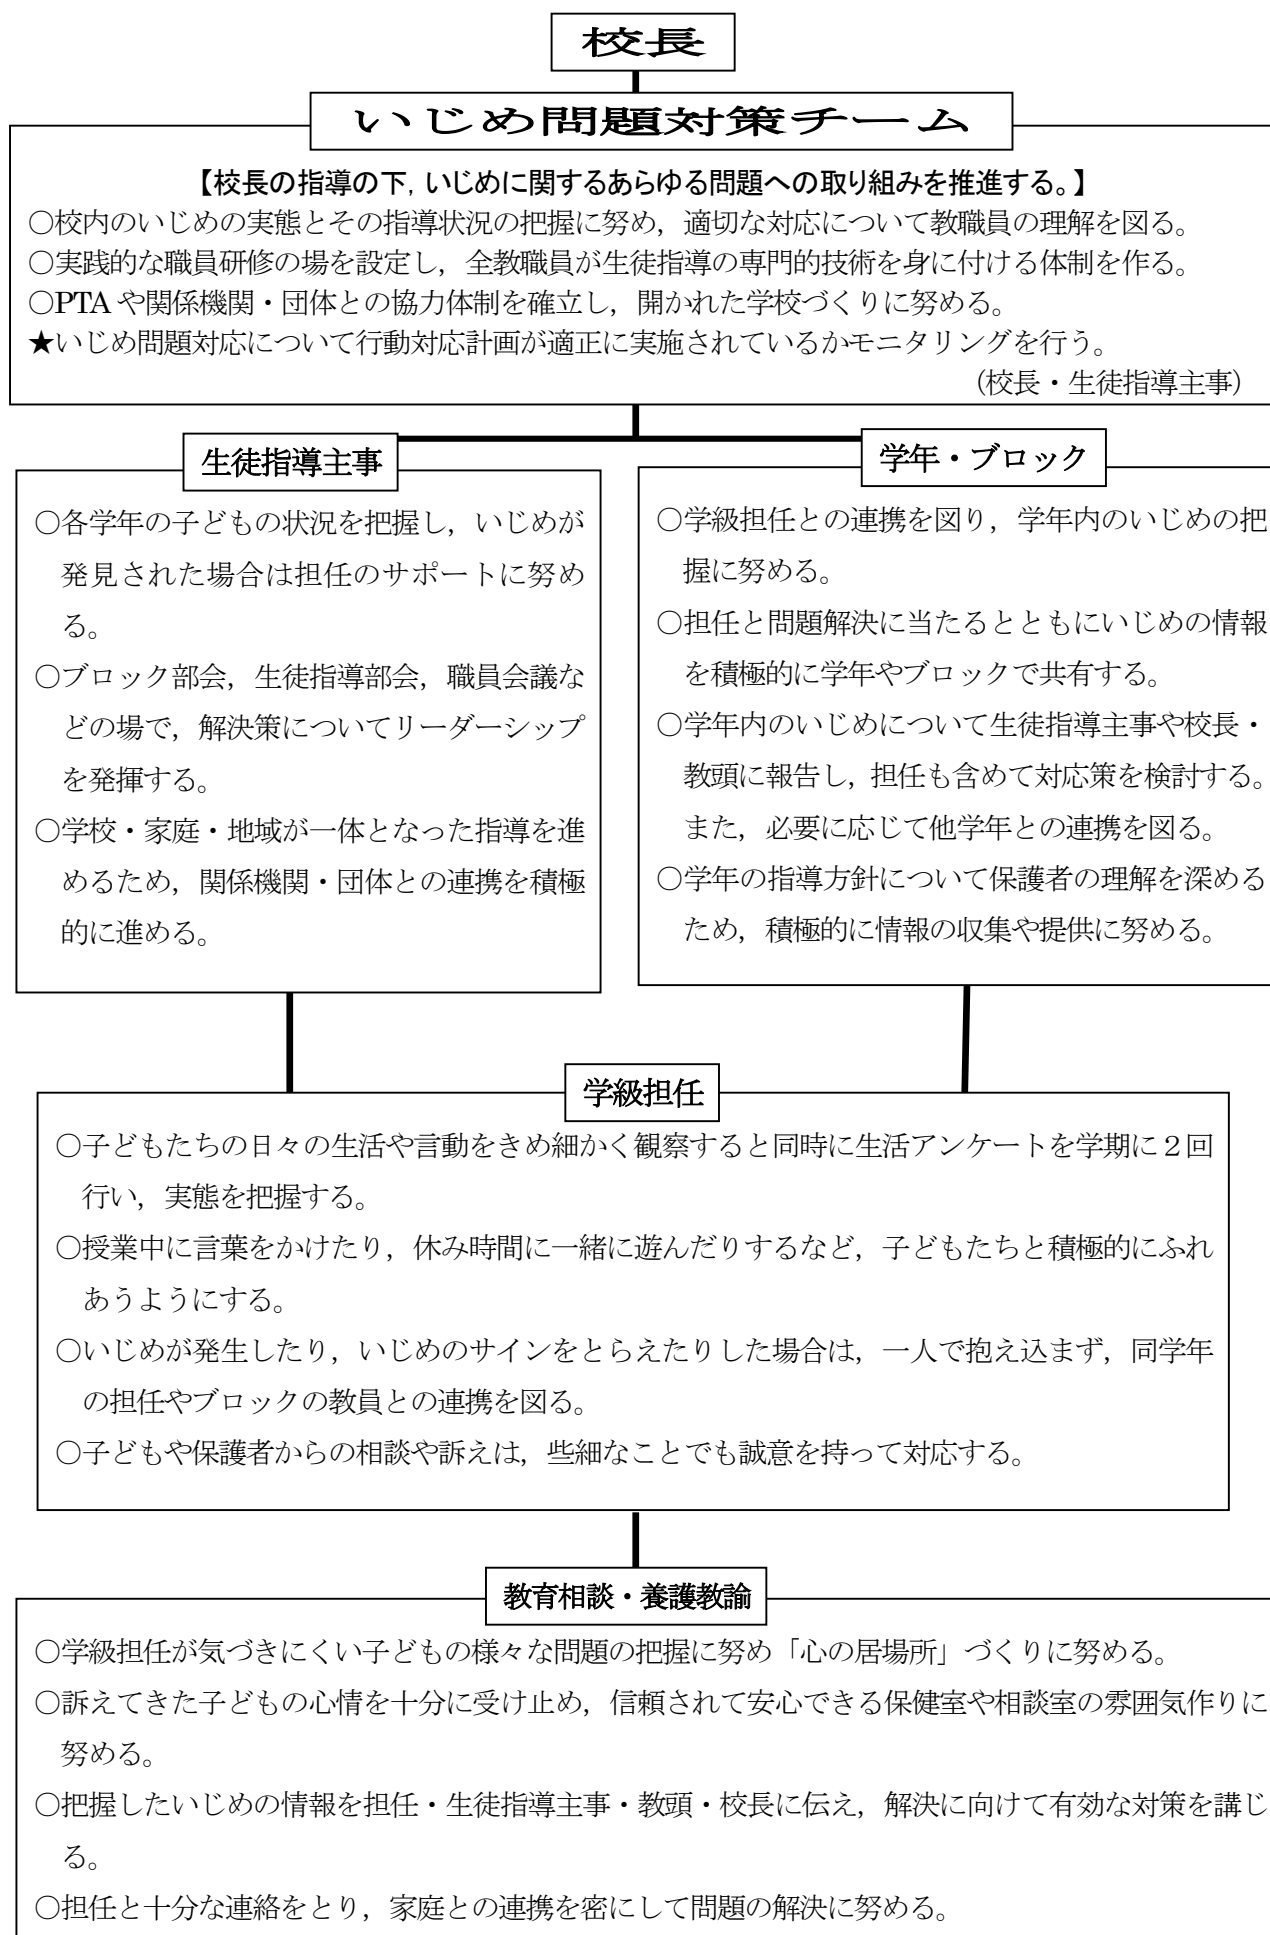 校長
いじめ問題対策チーム
【校長の指導の下，いじめに関するあらゆる問題への取り組みを推進する。】
○校内のいじめの実態とその指導状況の把握に努め，適切な対応について教職員の理解を図る。
○実践的な職員研修の場を設定し，全教職員が生徒指導の専門的技術を身に付ける体制を作る。
○PTA や関係機関・団体との協力体制を確立し，開かれた学校づくりに努める。
★いじめ問題対応について行動対応計画が適正に実施されているかモニタリングを行う。
（校長・生徒指導主事）
生徒指導主事
○各学年の子どもの状況を把握し，いじめが
発見された場合は担任のサポートに努め
る。
○ブロック部会，生徒指導部会，職員会議な
どの場で，解決策についてリーダーシップ
を発揮する。
○学校・家庭・地域が一体となった指導を進
めるため，関係機関・団体との連携を積極
的に進める。
学年・ブロック
○学級担任との連携を図り，学年内のいじめの把
握に努める。
○担任と問題解決に当たるとともにいじめの情報
を積極的に学年やブロックで共有する。
○学年内のいじめについて生徒指導主事や校長・
教頭に報告し，担任も含めて対応策を検討する。
また，必要に応じて他学年との連携を図る。
○学年の指導方針について保護者の理解を深める
ため，積極的に情報の収集や提供に努める。
学級担任
○子どもたちの日々の生活や言動をきめ細かく観察すると同時に生活アンケートを学期に２回
行い，実態を把握する。
○授業中に言葉をかけたり，休み時間に一緒に遊んだりするなど，子どもたちと積極的にふれ
あうようにする。
○いじめが発生したり，いじめのサインをとらえたりした場合は，一人で抱え込まず，同学年
の担任やブロックの教員との連携を図る。
○子どもや保護者からの相談や訴えは，些細なことでも誠意を持って対応する。
教育相談・養護教諭
○学級担任が気づきにくい子どもの様々な問題の把握に努め「心の居場所」づくりに努める。
○訴えてきた子どもの心情を十分に受け止め，信頼されて安心できる保健室や相談室の雰囲気作りに
努める。
○把握したいじめの情報を担任・生徒指導主事・教頭・校長に伝え，解決に向けて有効な対策を講じ
る。
○担任と十分な連絡をとり，家庭との連携を密にして問題の解決に努める。